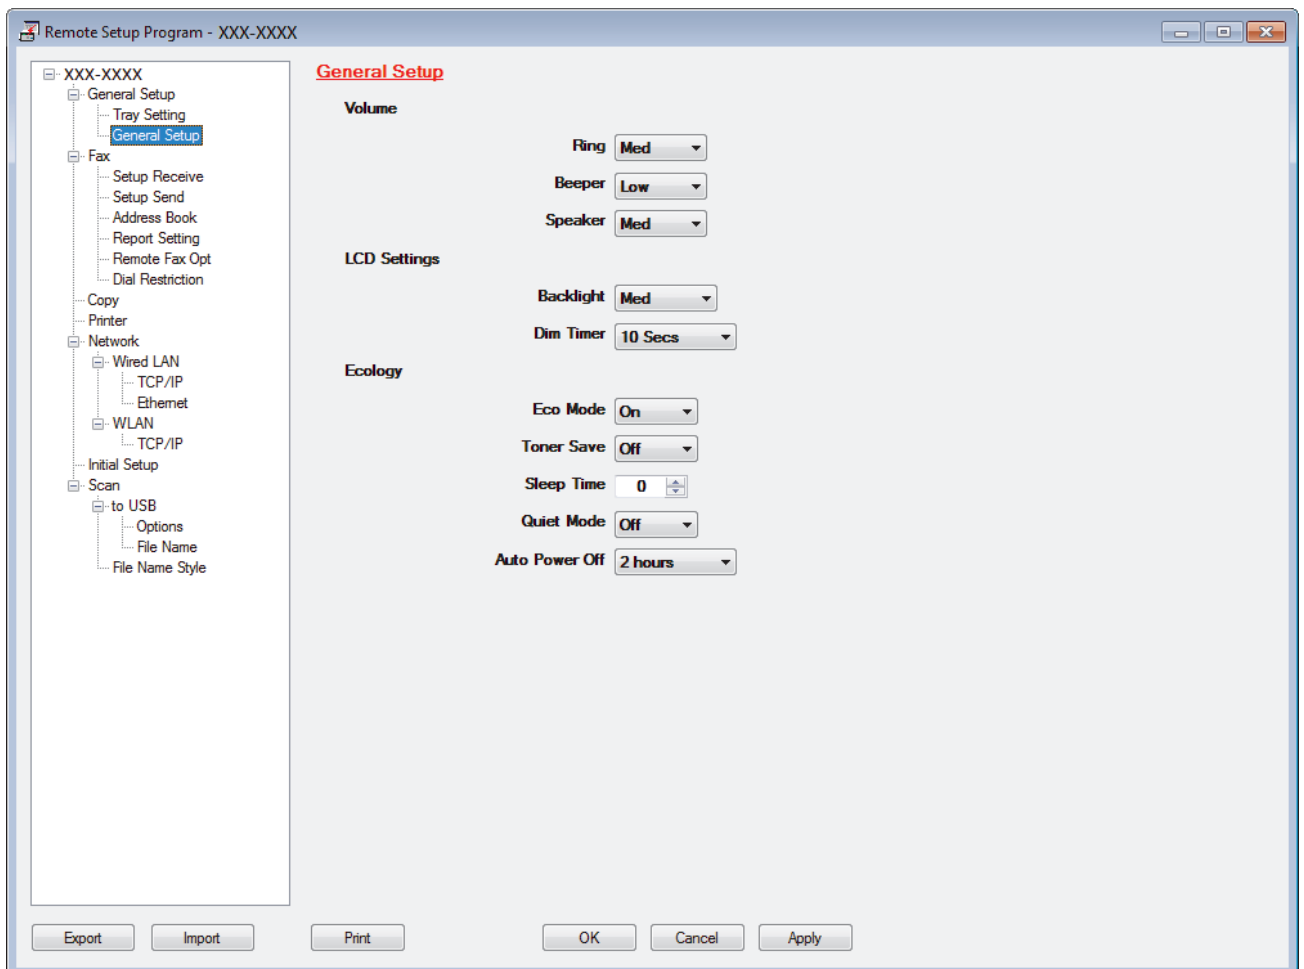 Remote Setup Program - XXX-XXXX
XXX-XXXX
General Setup
Tray Setting
General Setup
Fax
Setup Receive
Setup Send
Address Book
Report Setting
Remote Fax Opt
Dial Restriction
Copy
Printer
Network
Wired LAN
TCP/IP
Ethernet
WLAN
TCP/IP
Initial Setup
Scan
to USB
Options
File Name
File Name Style
General Setup
Volume
Ring Med
Beeper Low
Speaker Med
LCD Settings
Backlight Med
Dim Timer 10 Secs
Ecology
Eco Mode On
Toner Save Off
Sleep Time 0
Quiet Mode Off
Auto Power Off 2 hours
Export Import Print OK Cancel Apply